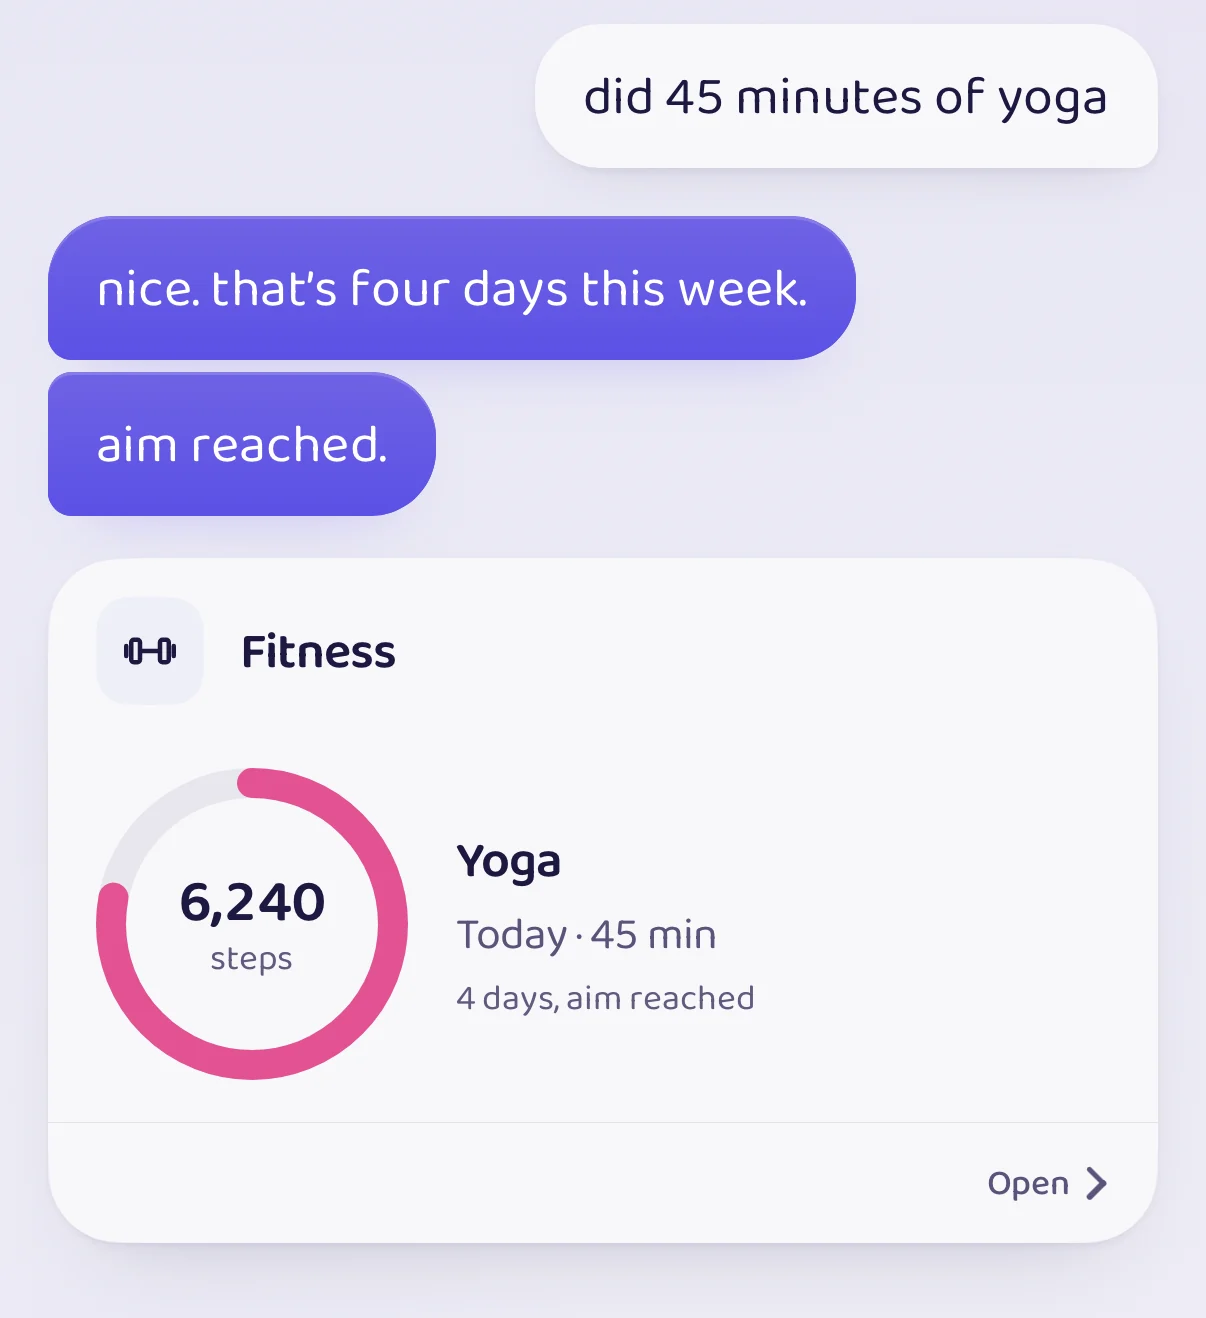 did 45 minutes of yoga
nice. that's four days this week.
aim reached.
Fitness
6,240
steps
Yoga
Today · 45 min
4 days, aim reached
Open